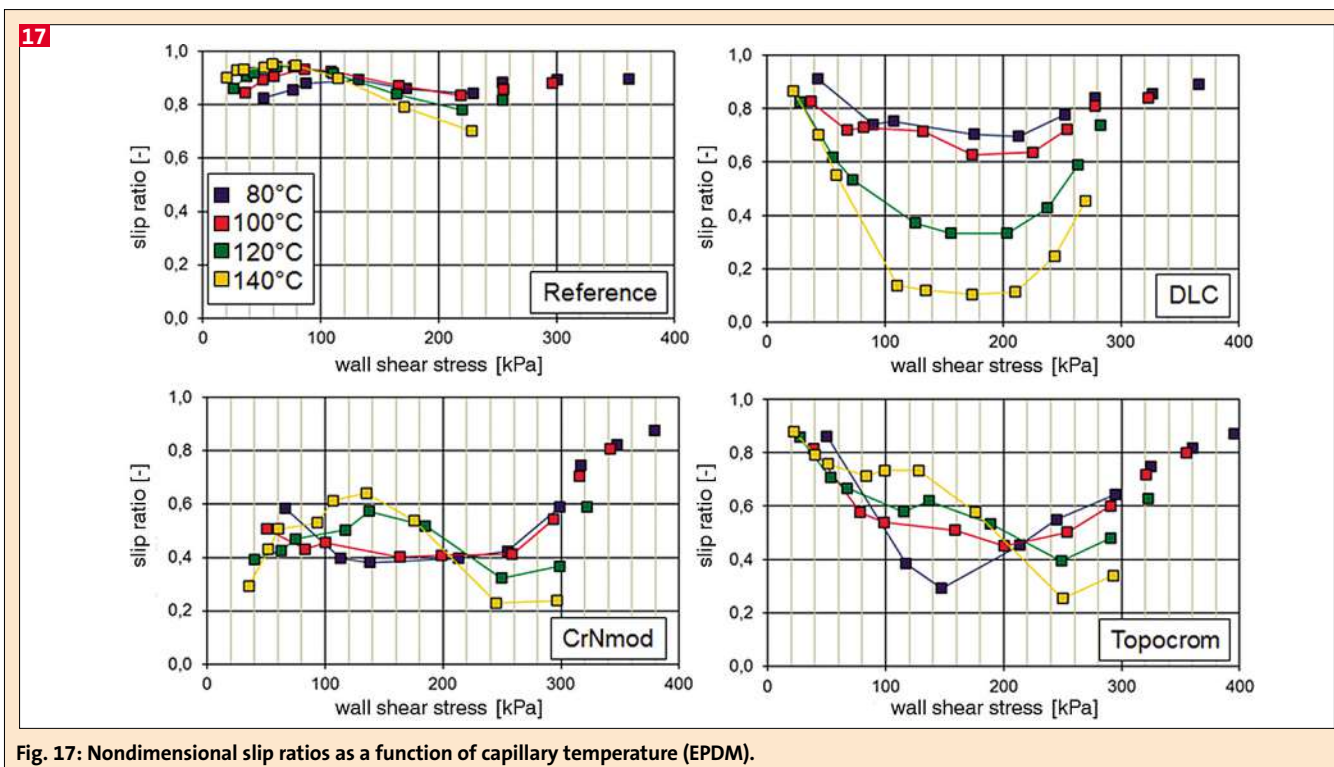 17
1,0
0,8
0,6
0,4
0,2
0,0
slip ratio [-]
80°C
100°C
120°C
140°C
Reference
0 100 200 300 400
wall shear stress [kPa]
1,0
0,8
0,6
0,4
0,2
0,0
slip ratio [-]
DLC
0 100 200 300 400
wall shear stress [kPa]
1,0
0,8
0,6
0,4
0,2
0,0
slip ratio [-]
CrNmod
0 100 200 300 400
wall shear stress [kPa]
1,0
0,8
0,6
0,4
0,2
0,0
slip ratio [-]
Topocrom
0 100 200 300 400
wall shear stress [kPa]
Fig. 17: Nondimensional slip ratios as a function of capillary temperature (EPDM).